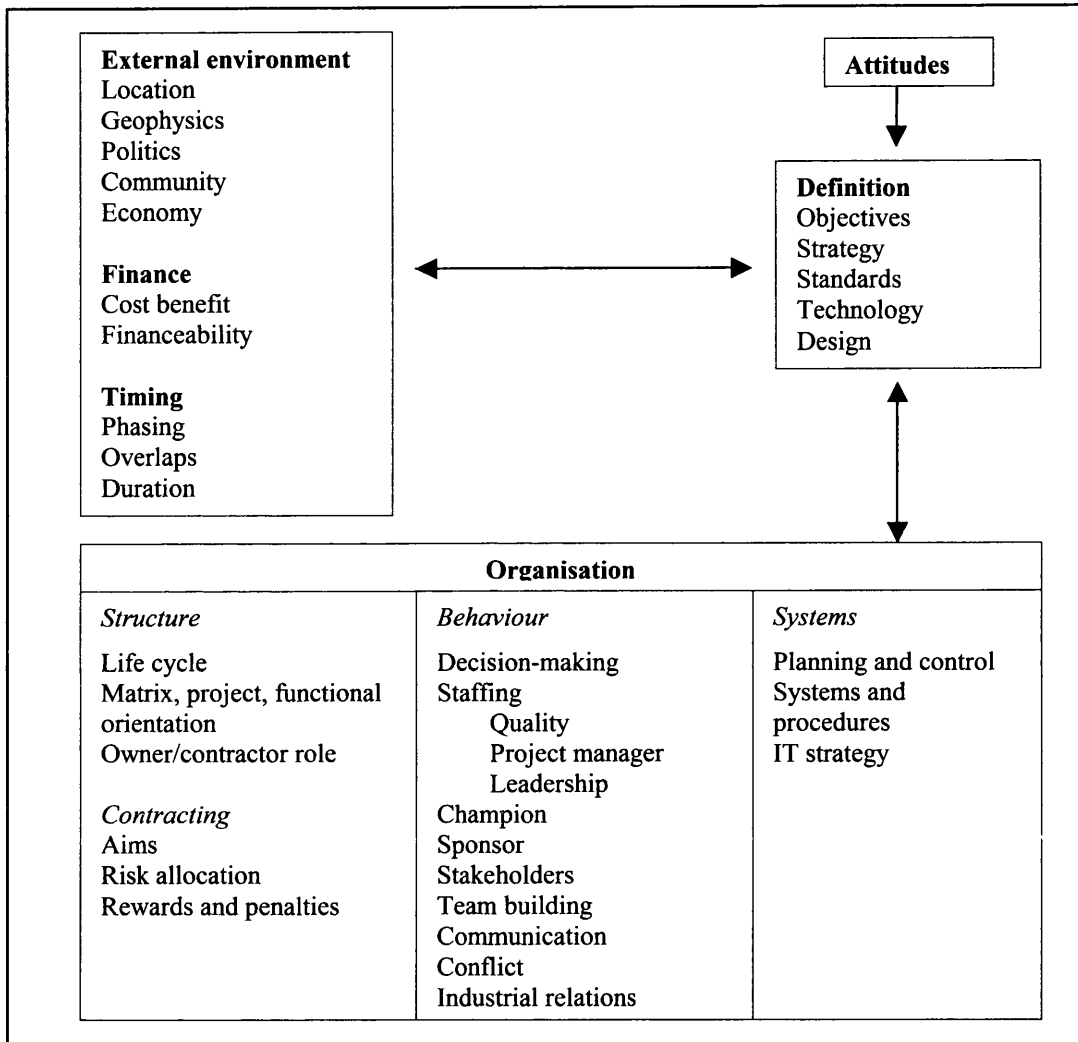 External environment
Location
Geophysics
Politics
Community
Economy
Finance
Cost benefit
Financeability
Timing
Phasing
Overlaps
Duration
Attitudes
Definition
Objectives
Strategy
Standards
Technology
Design
Organisation
Structure
Life cycle
Matrix, project, functional
orientation
Owner/contractor role
Contracting
Aims
Risk allocation
Rewards and penalties
Behaviour
Decision-making
Staffing
Quality
Project manager
Leadership
Champion
Sponsor
Stakeholders
Team building
Communication
Conflict
Industrial relations
Systems
Planning and control
Systems and
procedures
IT strategy